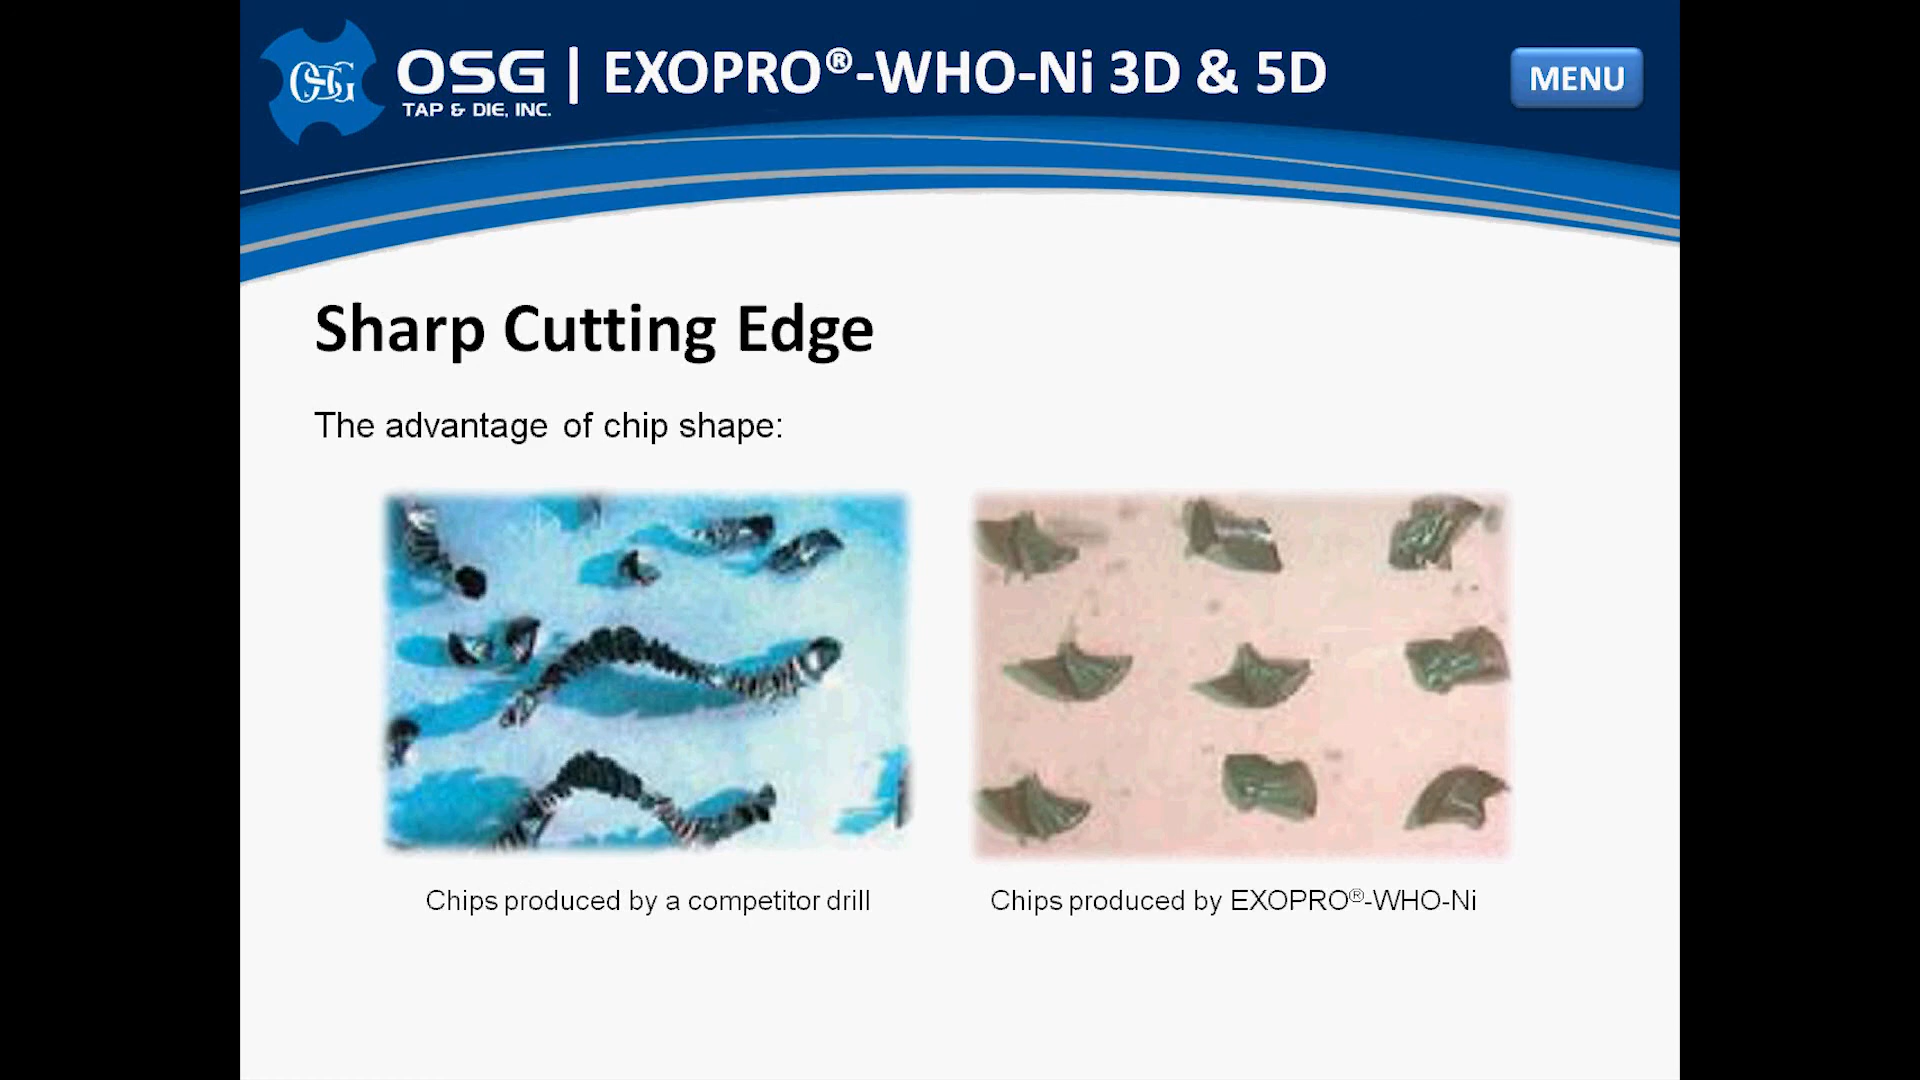 OSG
OSG | EXOPRO®-WHO-Ni 3D & 5D
TAP & DIE, INC.
MENU
Sharp Cutting Edge
The advantage of chip shape:
Chips produced by a competitor drill
Chips produced by EXOPRO®-WHO-Ni